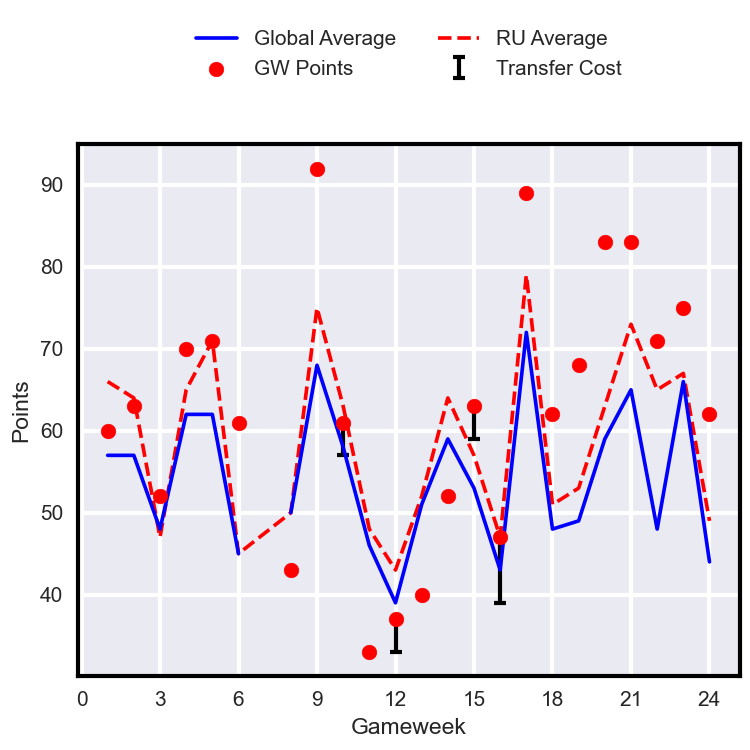 Global Average
RU Average
GW Points
Transfer Cost
90
80
70
60
50
40
Points
0 3 6 9 12 15 18 21 24
Gameweek